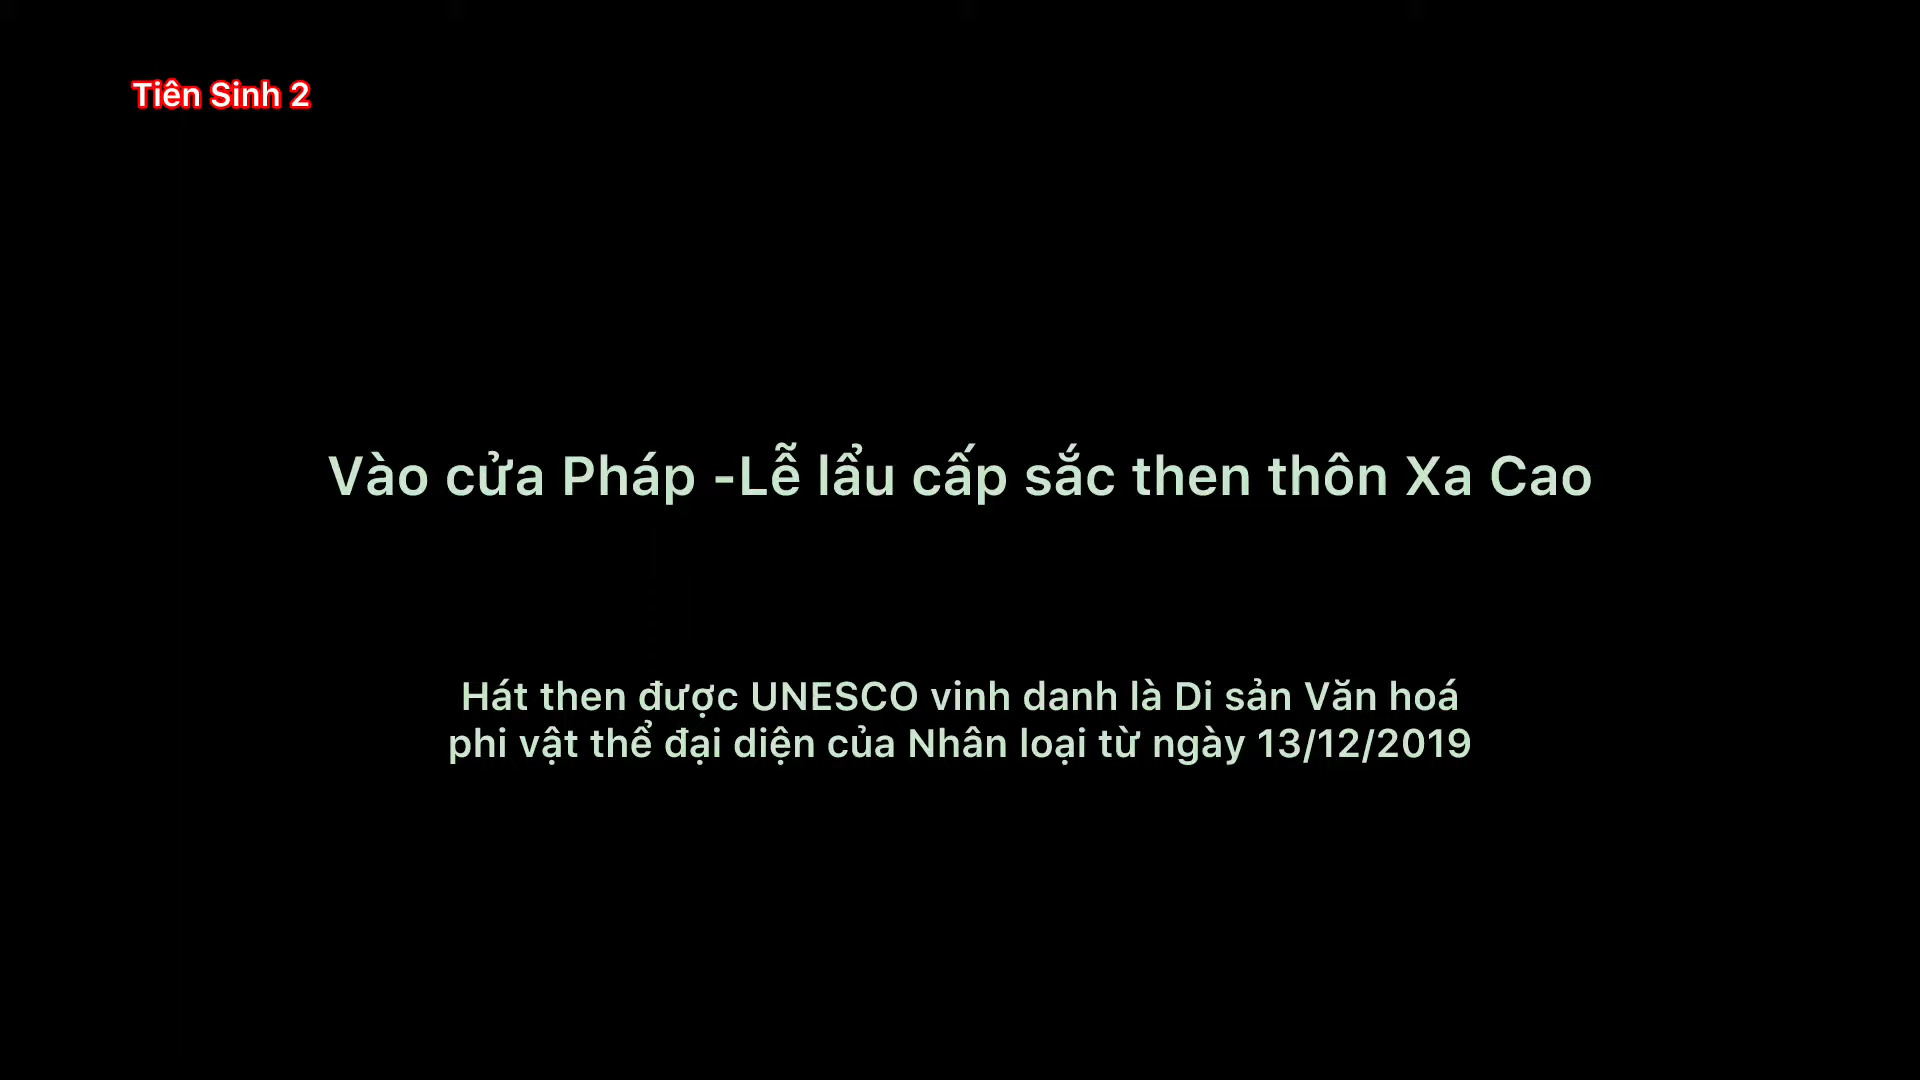 Tiên Sinh 2
Vào cửa Pháp -Lễ lẩu cấp sắc then thôn Xa Cao
Hát then được UNESCO vinh danh là Di sản Văn hoá
phi vật thể đại diện của Nhân loại từ ngày 13/12/2019